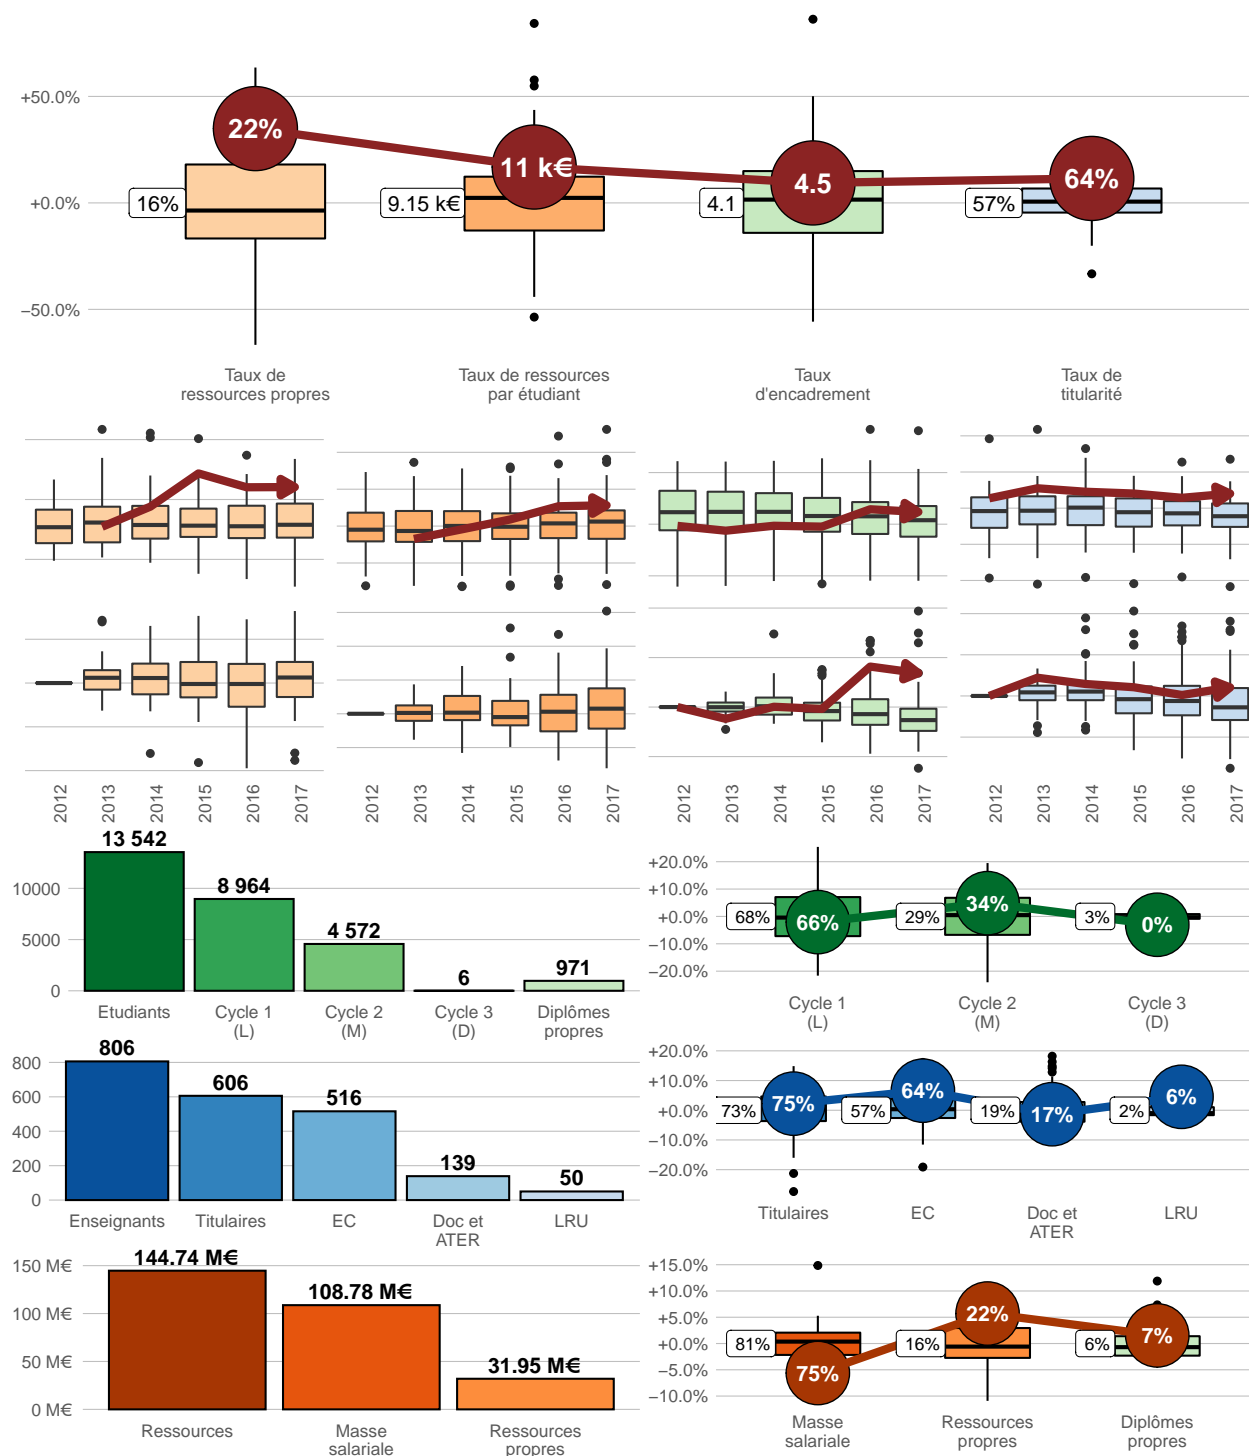 +50.0%
+0.0%
−50.0%
22%
11 k€
4.5
64%
16%
9.15 k€
4.1
57%
Taux de
ressources propres
Taux de ressources
par étudiant
Taux
d'encadrement
Taux de
titularité
2012
2013
2014
2015
2016
2017
2012
2013
2014
2015
2016
2017
2012
2013
2014
2015
2016
2017
2012
2013
2014
2015
2016
2017
13 542
8 964
4 572
6
971
10000
5000
0
Etudiants
Cycle 1
(L)
Cycle 2
(M)
Cycle 3
(D)
Diplômes
propres
+20.0%
+10.0%
+0.0%
−10.0%
−20.0%
68%
66%
29%
34%
3%
0%
Cycle 1
(L)
Cycle 2
(M)
Cycle 3
(D)
806
606
516
139
50
800
600
400
200
0
Enseignants
Titulaires
EC
Doc et
ATER
LRU
+20.0%
+10.0%
+0.0%
−10.0%
−20.0%
73%
75%
57%
64%
19%
17%
2%
6%
Titulaires
EC
Doc et
ATER
LRU
144.74 M€
108.78 M€
31.95 M€
150 M€
100 M€
50 M€
0 M€
Ressources
Masse
salariale
Ressources
propres
+15.0%
+10.0%
+5.0%
+0.0%
−5.0%
−10.0%
81%
75%
16%
22%
6%
7%
Masse
salariale
Ressources
propres
Diplômes
propres